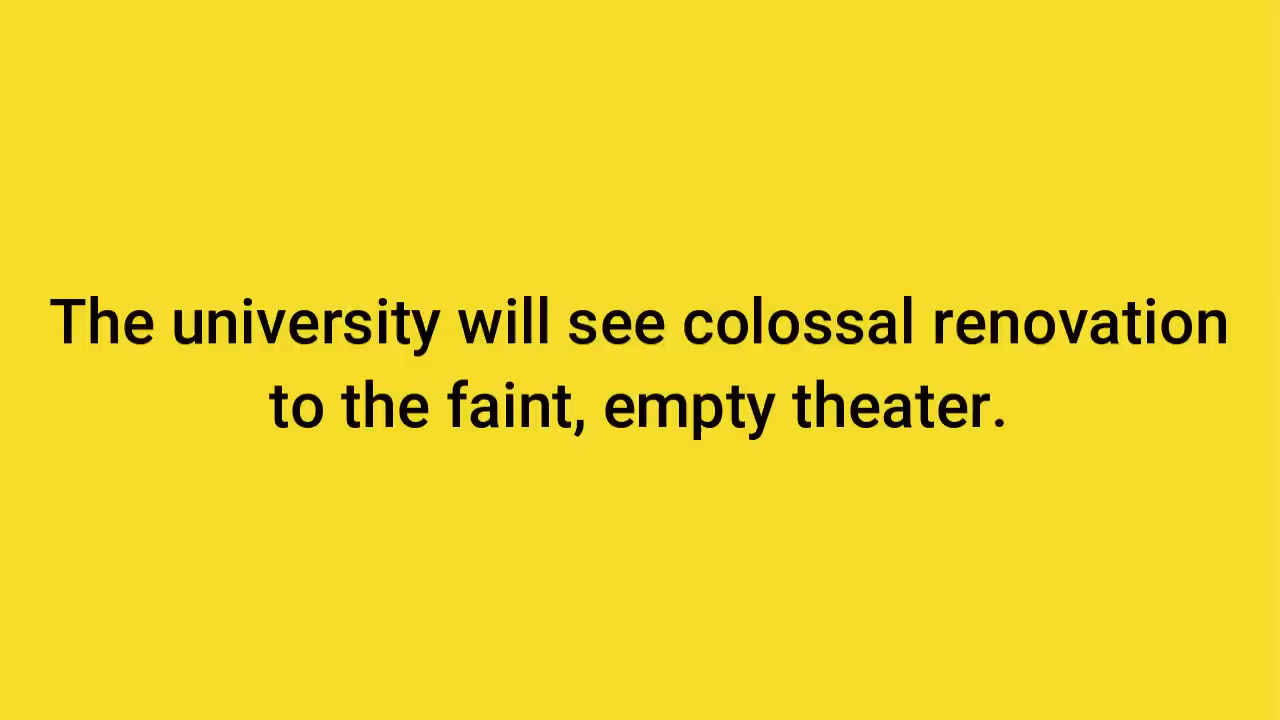 The university will see colossal renovation
to the faint, empty theater.